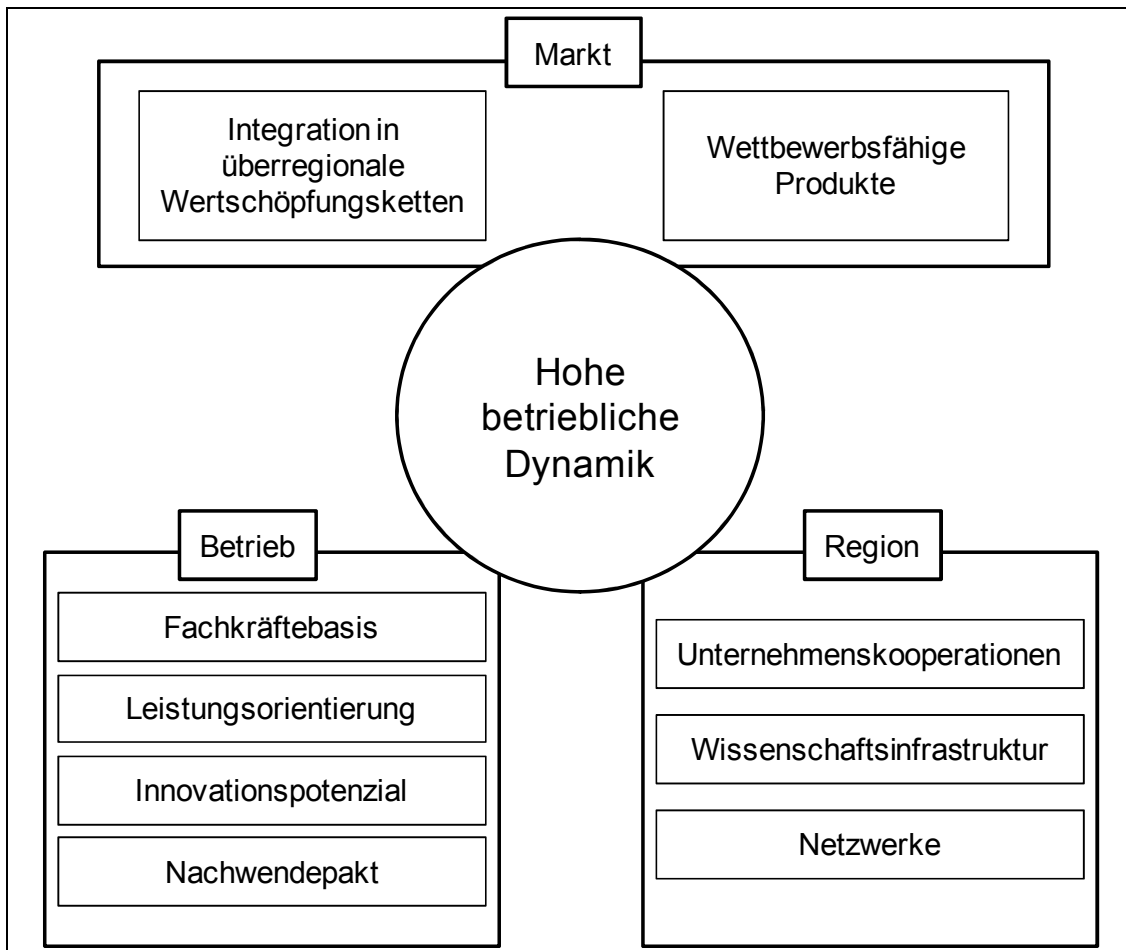 Markt
Integration in
überregionale
Wertschöpfungsketten
Wettbewerbsfähige
Produkte
Hohe
betriebliche
Dynamik
Betrieb
Fachkräftebasis
Leistungsorientierung
Innovationspotenzial
Nachwendepakt
Region
Unternehmenskooperationen
Wissenschaftsinfrastruktur
Netzwerke